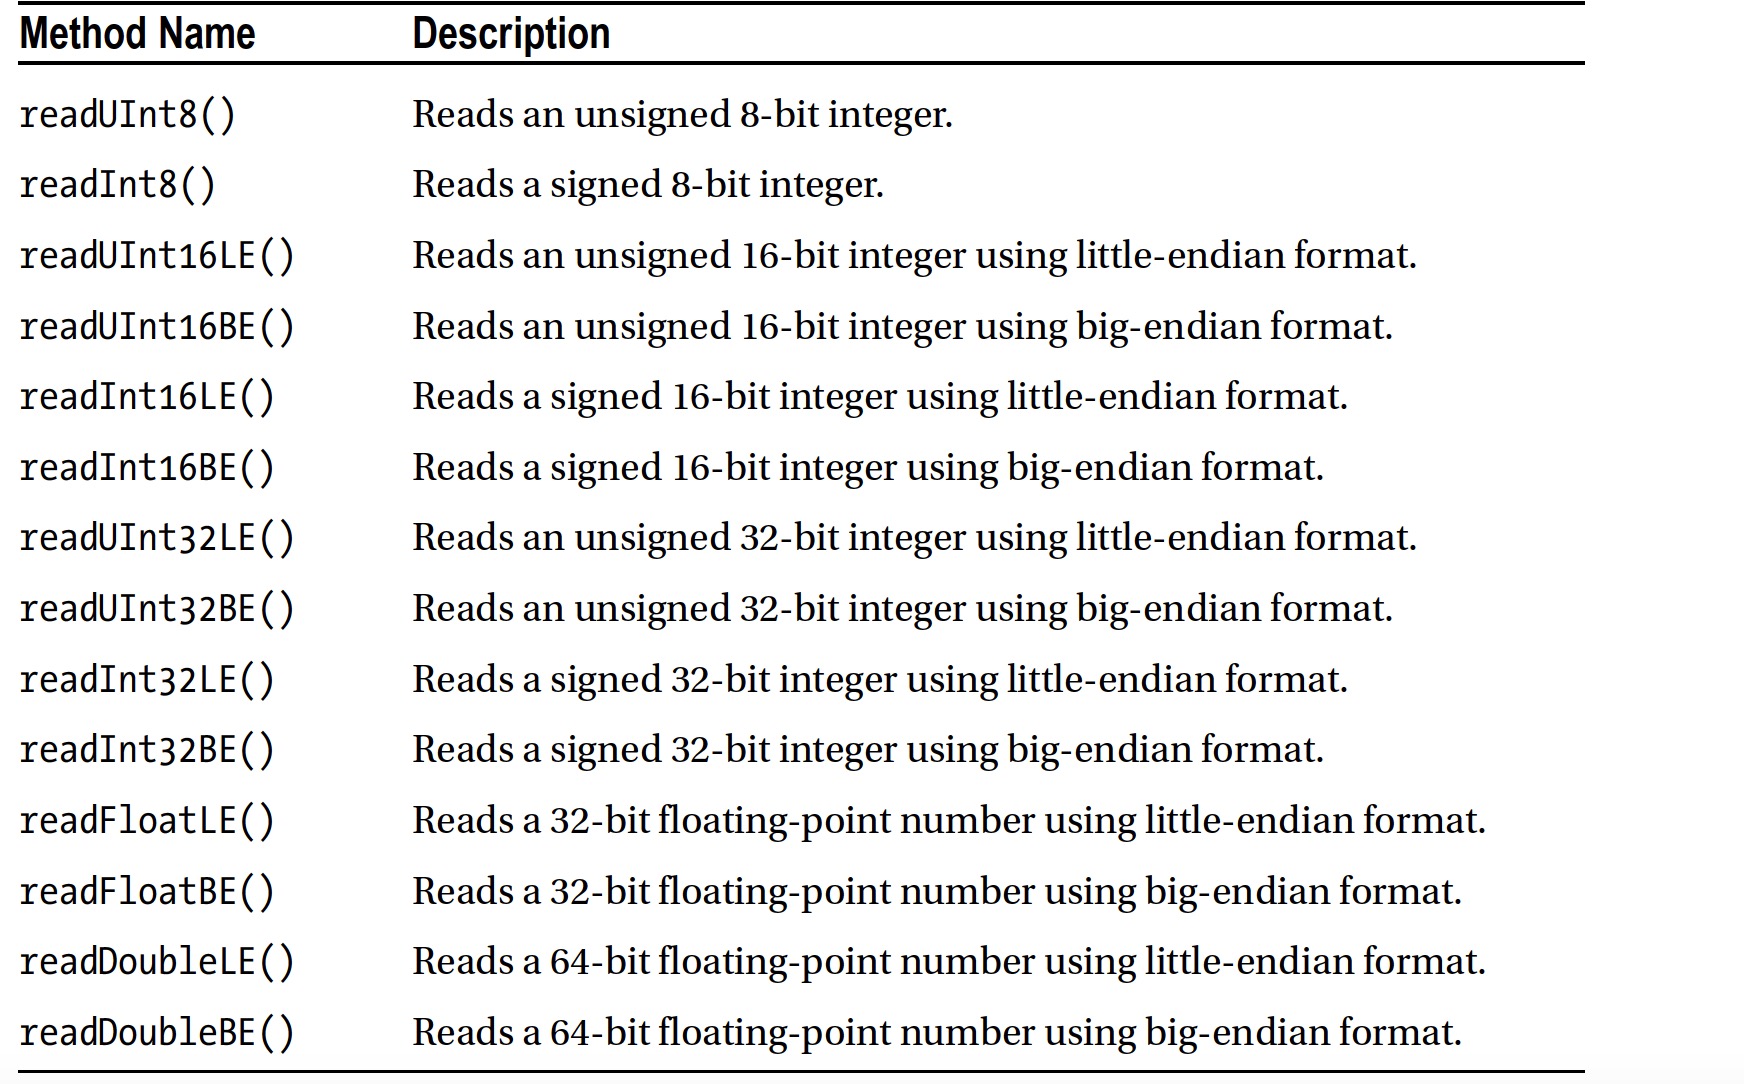 Method Name Description
readUInt8() Reads an unsigned 8-bit integer.
readInt8() Reads a signed 8-bit integer.
readUInt16LE() Reads an unsigned 16-bit integer using little-endian format.
readUInt16BE() Reads an unsigned 16-bit integer using big-endian format.
readInt16LE() Reads a signed 16-bit integer using little-endian format.
readInt16BE() Reads a signed 16-bit integer using big-endian format.
readUInt32LE() Reads an unsigned 32-bit integer using little-endian format.
readUInt32BE() Reads an unsigned 32-bit integer using big-endian format.
readInt32LE() Reads a signed 32-bit integer using little-endian format.
readInt32BE() Reads a signed 32-bit integer using big-endian format.
readFloatLE() Reads a 32-bit floating-point number using little-endian format.
readFloatBE() Reads a 32-bit floating-point number using big-endian format.
readDoubleLE() Reads a 64-bit floating-point number using little-endian format.
readDoubleBE() Reads a 64-bit floating-point number using big-endian format.